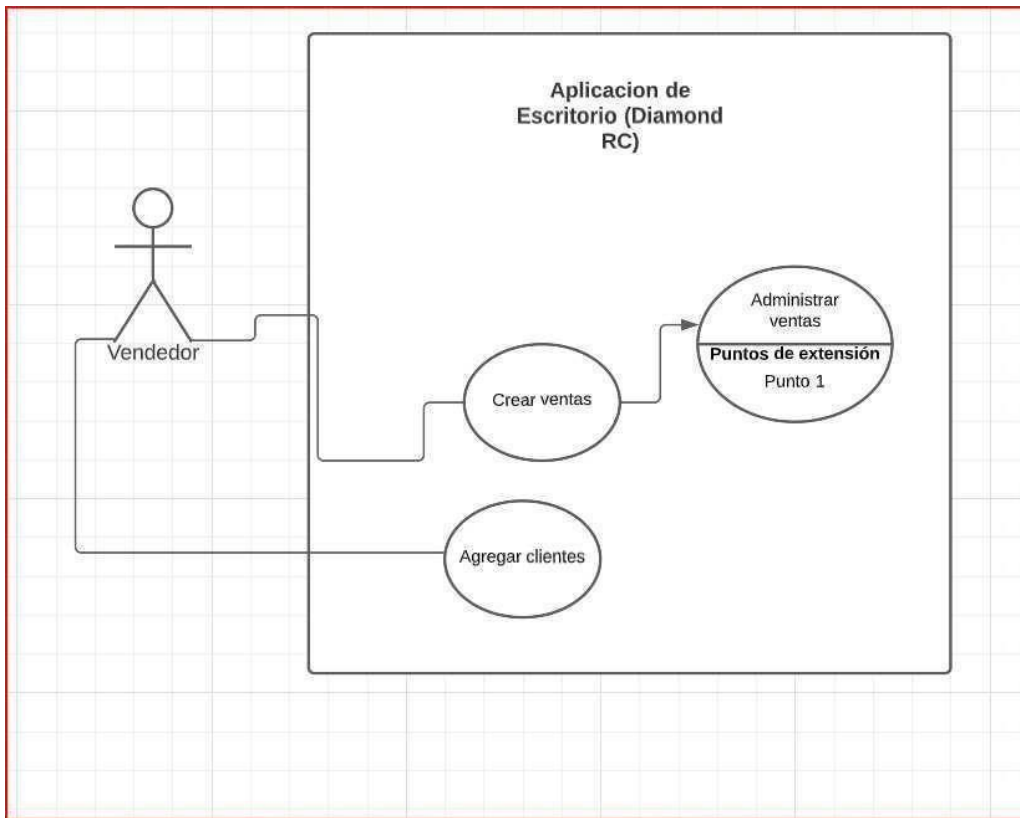 Aplicacion de
Escritorio (Diamond
RC)
Administrar
ventas
Puntos de extensión
Punto 1
Vendedor
Crear ventas
Agregar clientes